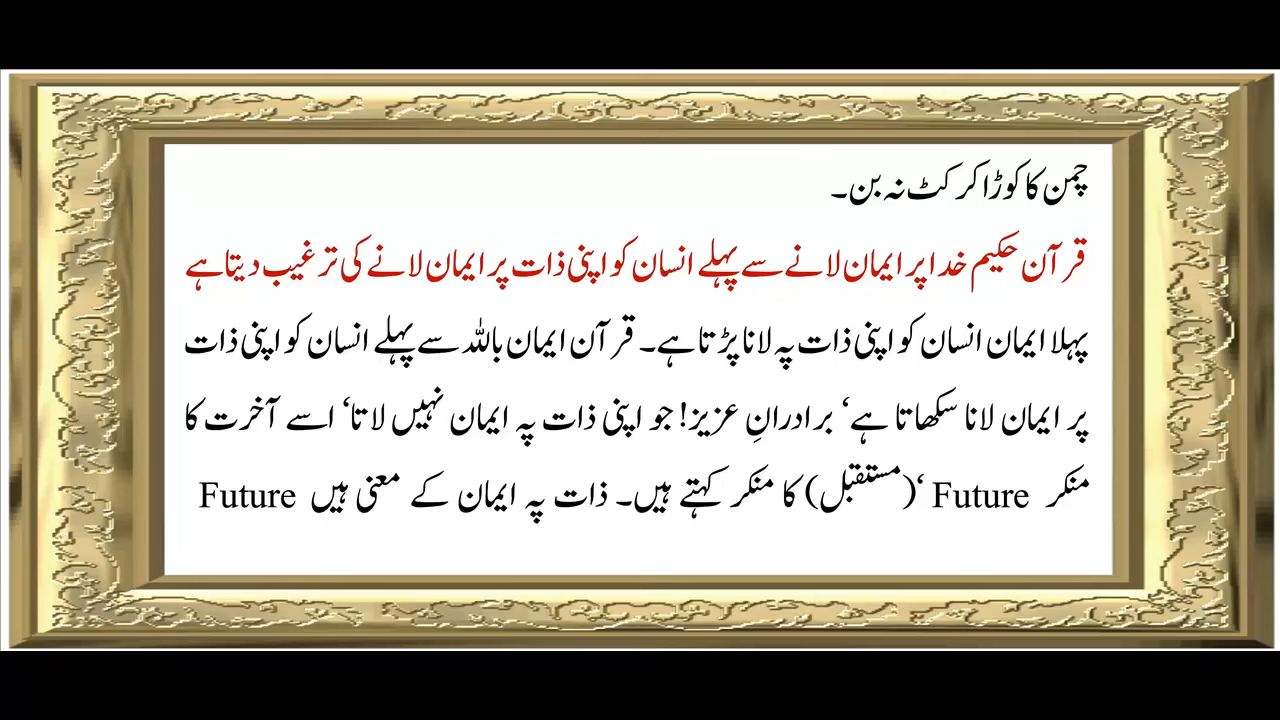 چمن کا کوڑا کرکٹ نہ بن۔
قرآن حکیم خدا پر ایمان لانے سے پہلے انسان کو اپنی ذات پر ایمان لانے کی ترغیب دیتا ہے
پہلا ایمان انسان کو اپنی ذات پہ لانا پڑتا ہے۔ قرآن ایمان باللہ سے پہلے انسان کو اپنی ذات
پر ایمان لانا سکھاتا ہے‘ برادرانِ عزیز! جو اپنی ذات پہ ایمان نہیں لاتا‘ اسے آخرت کا
منکر Future ‘(مستقبل) کا منکر کہتے ہیں۔ ذات پہ ایمان کے معنی ہیں Future